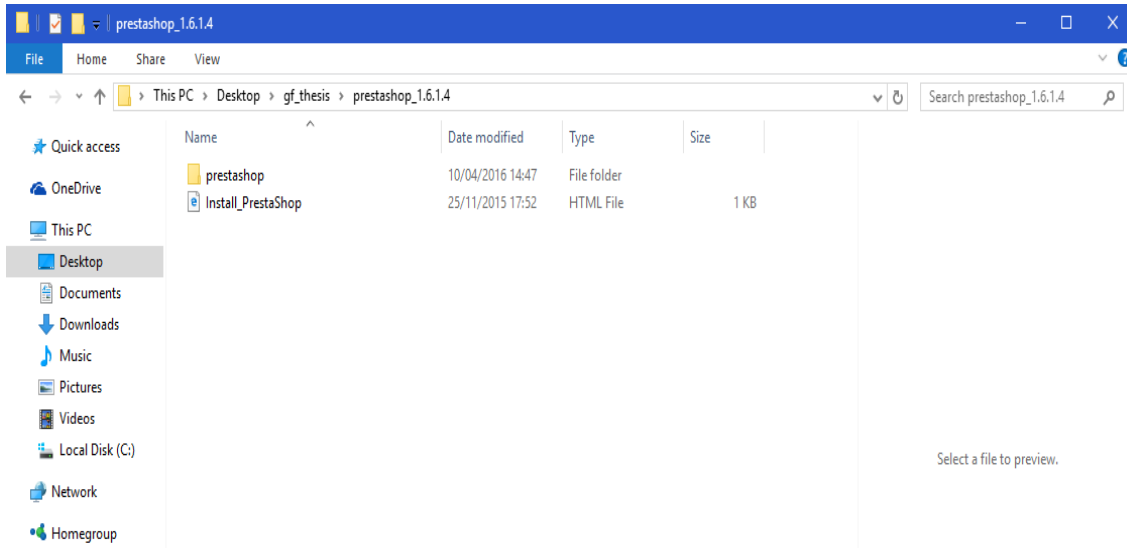 prestashop_1.6.1.4
File Home Share View
This PC > Desktop > gf_thesis > prestashop_1.6.1.4
Search prestashop_1.6.1.4
Name Date modified Type Size
Quick access
OneDrive
This PC
Desktop
Documents
Downloads
Music
Pictures
Videos
Local Disk (C:)
Network
Homegroup
prestashop 10/04/2016 14:47 File folder
Install_PrestaShop 25/11/2015 17:52 HTML File 1 KB
Select a file to preview.